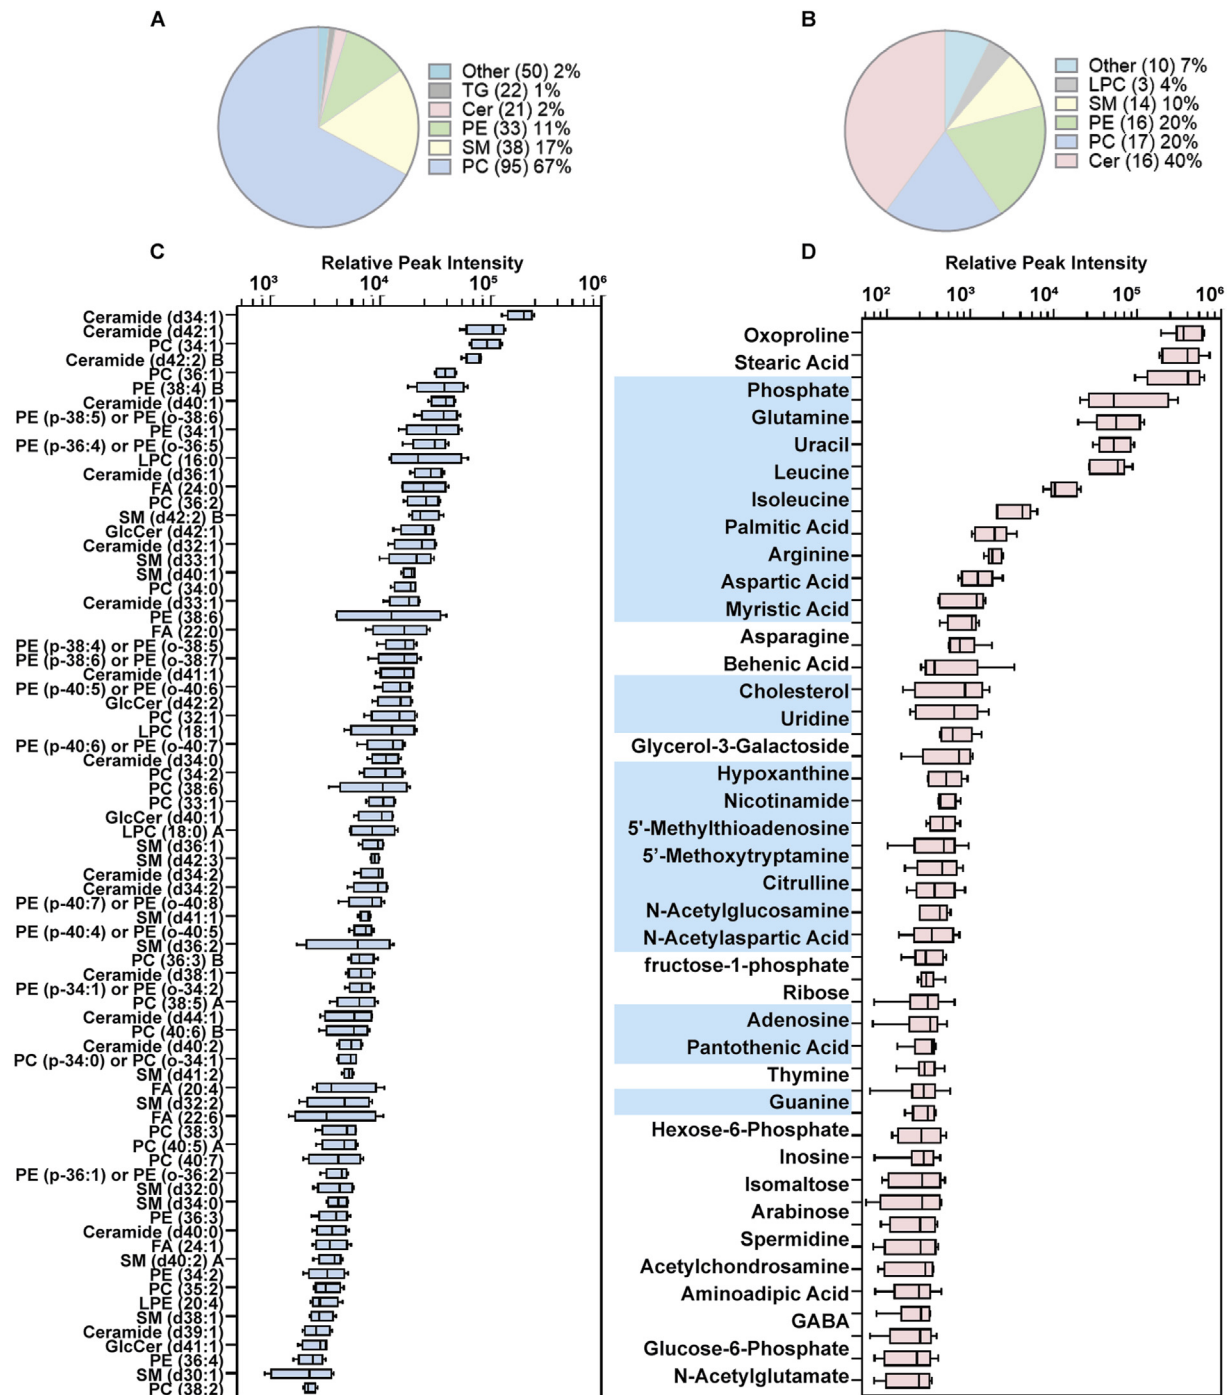 A
Other (50) 2%
TG (22) 1%
Cer (21) 2%
PE (33) 11%
SM (38) 17%
PC (95) 67%
B
Other (10) 7%
LPC (3) 4%
SM (14) 10%
PE (16) 20%
PC (17) 20%
Cer (16) 40%
C
Relative Peak Intensity
10³ 10⁴ 10⁵ 10⁶
Ceramide (d34:1)
Ceramide (d42:1)
PC (34:1)
Ceramide (d42:2) B
PC (36:1)
PE (38:4) B
Ceramide (d40:1)
PE (p-38:5) or PE (o-38:6)
PE (34:1)
PE (p-36:4) or PE (o-36:5)
LPC (16:0)
Ceramide (d36:1)
FA (24:0)
PC (36:2)
SM (d42:2) B
GlcCer (d42:1)
Ceramide (d32:1)
SM (d33:1)
SM (d40:1)
PC (34:0)
Ceramide (d33:1)
PE (38:6)
FA (22:0)
PE (p-38:4) or PE (o-38:5)
PE (p-38:6) or PE (o-38:7)
Ceramide (d41:1)
PE (p-40:5) or PE (o-40:6)
GlcCer (d42:2)
PC (32:1)
LPC (18:1)
PE (p-40:6) or PE (o-40:7)
Ceramide (d34:0)
PC (34:2)
PC (38:6)
PC (33:1)
GlcCer (d40:1)
LPC (18:0) A
SM (d36:1)
SM (d42:3)
Ceramide (d34:2)
Ceramide (d34:2)
PE (p-40:7) or PE (o-40:8)
SM (d41:1)
PE (p-40:4) or PE (o-40:5)
SM (d36:2)
PC (36:3) B
Ceramide (d38:1)
PE (p-34:1) or PE (o-34:2)
PC (38:5) A
Ceramide (d44:1)
PC (40:6) B
Ceramide (d40:2)
PC (p-34:0) or PC (o-34:1)
SM (d41:2)
FA (20:4)
SM (d32:2)
FA (22:6)
PC (38:3)
PC (40:5) A
PC (40:7)
PE (p-36:1) or PE (o-36:2)
SM (d32:0)
SM (d34:0)
PE (36:3)
Ceramide (d40:0)
FA (24:1)
SM (d40:2) A
PE (34:2)
PC (35:2)
LPE (20:4)
SM (d38:1)
Ceramide (d39:1)
GlcCer (d41:1)
PE (36:4)
SM (d30:1)
PC (38:2)
D
Relative Peak Intensity
10² 10³ 10⁴ 10⁵ 10⁶
Oxoproline
Stearic Acid
Phosphate
Glutamine
Uracil
Leucine
Isoleucine
Palmitic Acid
Arginine
Aspartic Acid
Myristic Acid
Asparagine
Behenic Acid
Cholesterol
Uridine
Glycerol-3-Galactoside
Hypoxanthine
Nicotinamide
5'-Methylthioadenosine
5’-Methoxytryptamine
Citrulline
N-Acetylglucosamine
N-Acetylaspartic Acid
fructose-1-phosphate
Ribose
Adenosine
Pantothenic Acid
Thymine
Guanine
Hexose-6-Phosphate
Inosine
Isomaltose
Arabinose
Spermidine
Acetylchondrosamine
Aminoadipic Acid
GABA
Glucose-6-Phosphate
N-Acetylglutamate